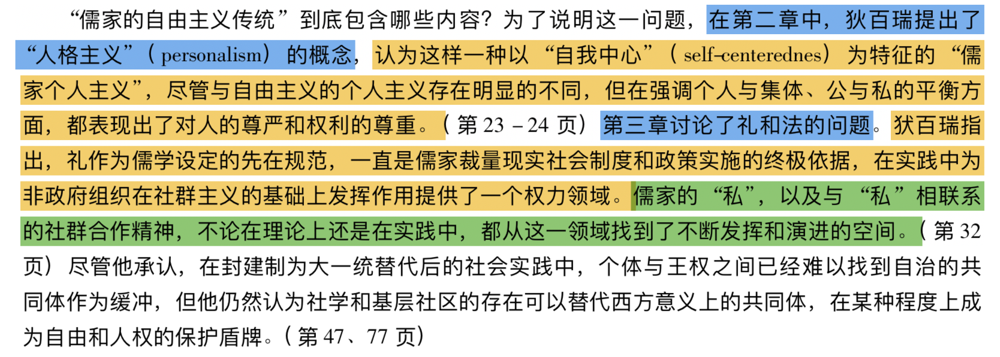 “儒家的自由主义传统”到底包含哪些内容？为了说明这一问题，在第二章中，狄百瑞提出了
“人格主义”（personalism）的概念，认为这样一种以“自我中心”（self-centerednes）为特征的“儒
家个人主义”，尽管与自由主义的个人主义存在明显的不同，但在强调个人与集体、公与私的平衡方
面，都表现出了对人的尊严和权利的尊重。（第 23 -24 页）第三章讨论了礼和法的问题。狄百瑞指
出，礼作为儒学设定的先在规范，一直是儒家裁量现实社会制度和政策实施的终极依据，在实践中为
非政府组织在社群主义的基础上发挥作用提供了一个权力领域。儒家的“私”，以及与“私”相联系
的社群合作精神，不论在理论上还是在实践中，都从这一领域找到了不断发挥和演进的空间。（第 32
页）尽管他承认，在封建制为大一统替代后的社会实践中，个体与王权之间已经难以找到自治的共
同体作为缓冲，但他仍然认为社学和基层社区的存在可以替代西方意义上的共同体，在某种程度上成
为自由和人权的保护盾牌。（第 47、77 页）